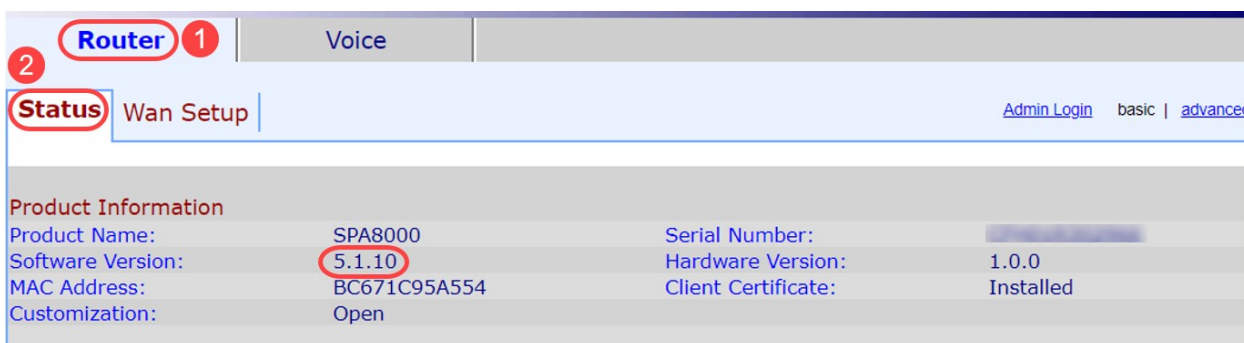 Router 1 Voice
2
Status Wan Setup Admin Login basic | advanced
Product Information
Product Name: SPA8000 Serial Number:
Software Version: 5.1.10 Hardware Version: 1.0.0
MAC Address: BC671C95A554 Client Certificate: Installed
Customization: Open